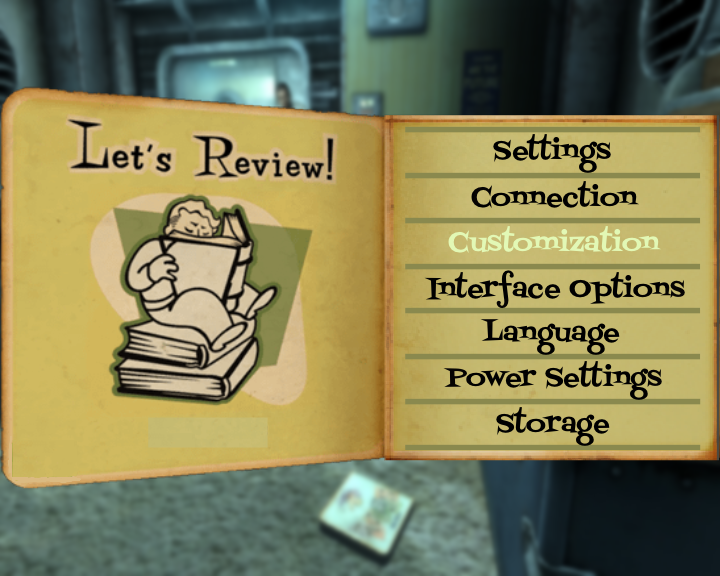 Let's Review!
Settings
Connection
Customization
Interface Options
Language
Power Settings
Storage